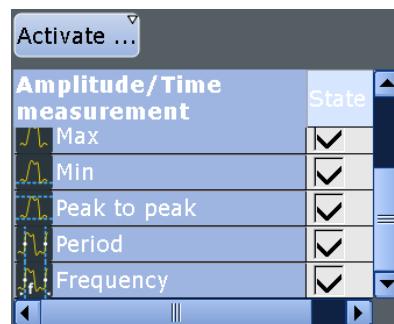 Activate ...
Amplitude/Time
measurement
State
Max
Min
Peak to peak
Period
Frequency